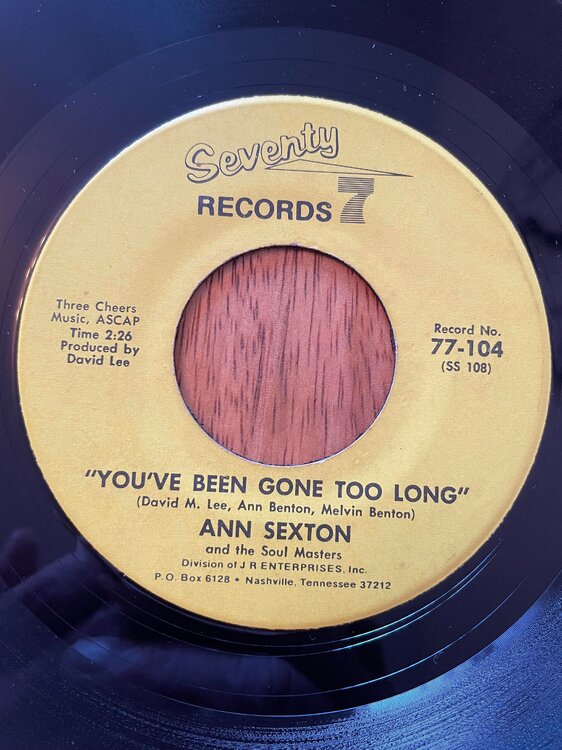 Seventy
RECORDS 7
Three Cheers
Music, ASCAP
Time 2:26
Produced by
David Lee
Record No.
77-104
(SS 108)
"YOU'VE BEEN GONE TOO LONG"
(David M. Lee, Ann Benton, Melvin Benton)
ANN SEXTON
and the Soul Masters
Division of J R ENTERPRISES, Inc.
P.O. Box 6128 • Nashville, Tennessee 37212